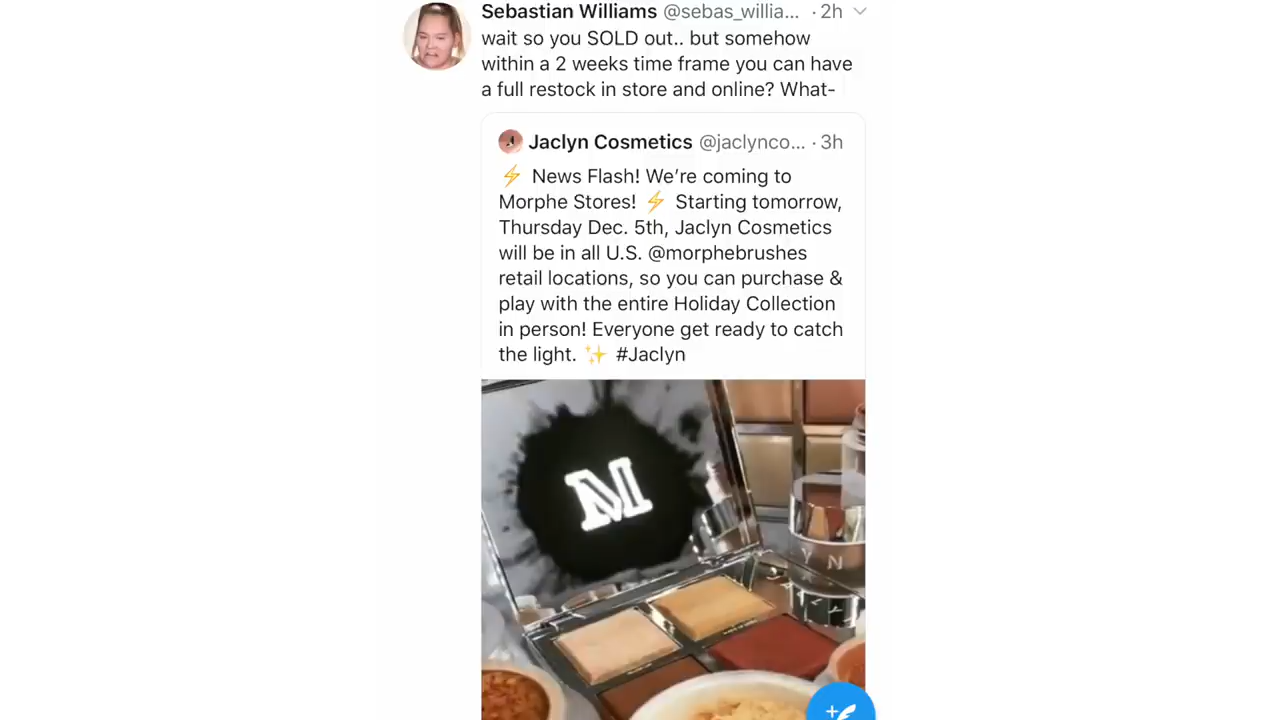 Sebastian Williams @sebas_willia... · 2h
wait so you SOLD out.. but somehow
within a 2 weeks time frame you can have
a full restock in store and online? What-
Jaclyn Cosmetics @jaclynco... · 3h
⚡ News Flash! We’re coming to
Morphe Stores! ⚡ Starting tomorrow,
Thursday Dec. 5th, Jaclyn Cosmetics
will be in all U.S. @morphebrushes
retail locations, so you can purchase &
play with the entire Holiday Collection
in person! Everyone get ready to catch
the light. ✨ #Jaclyn
M
Y N